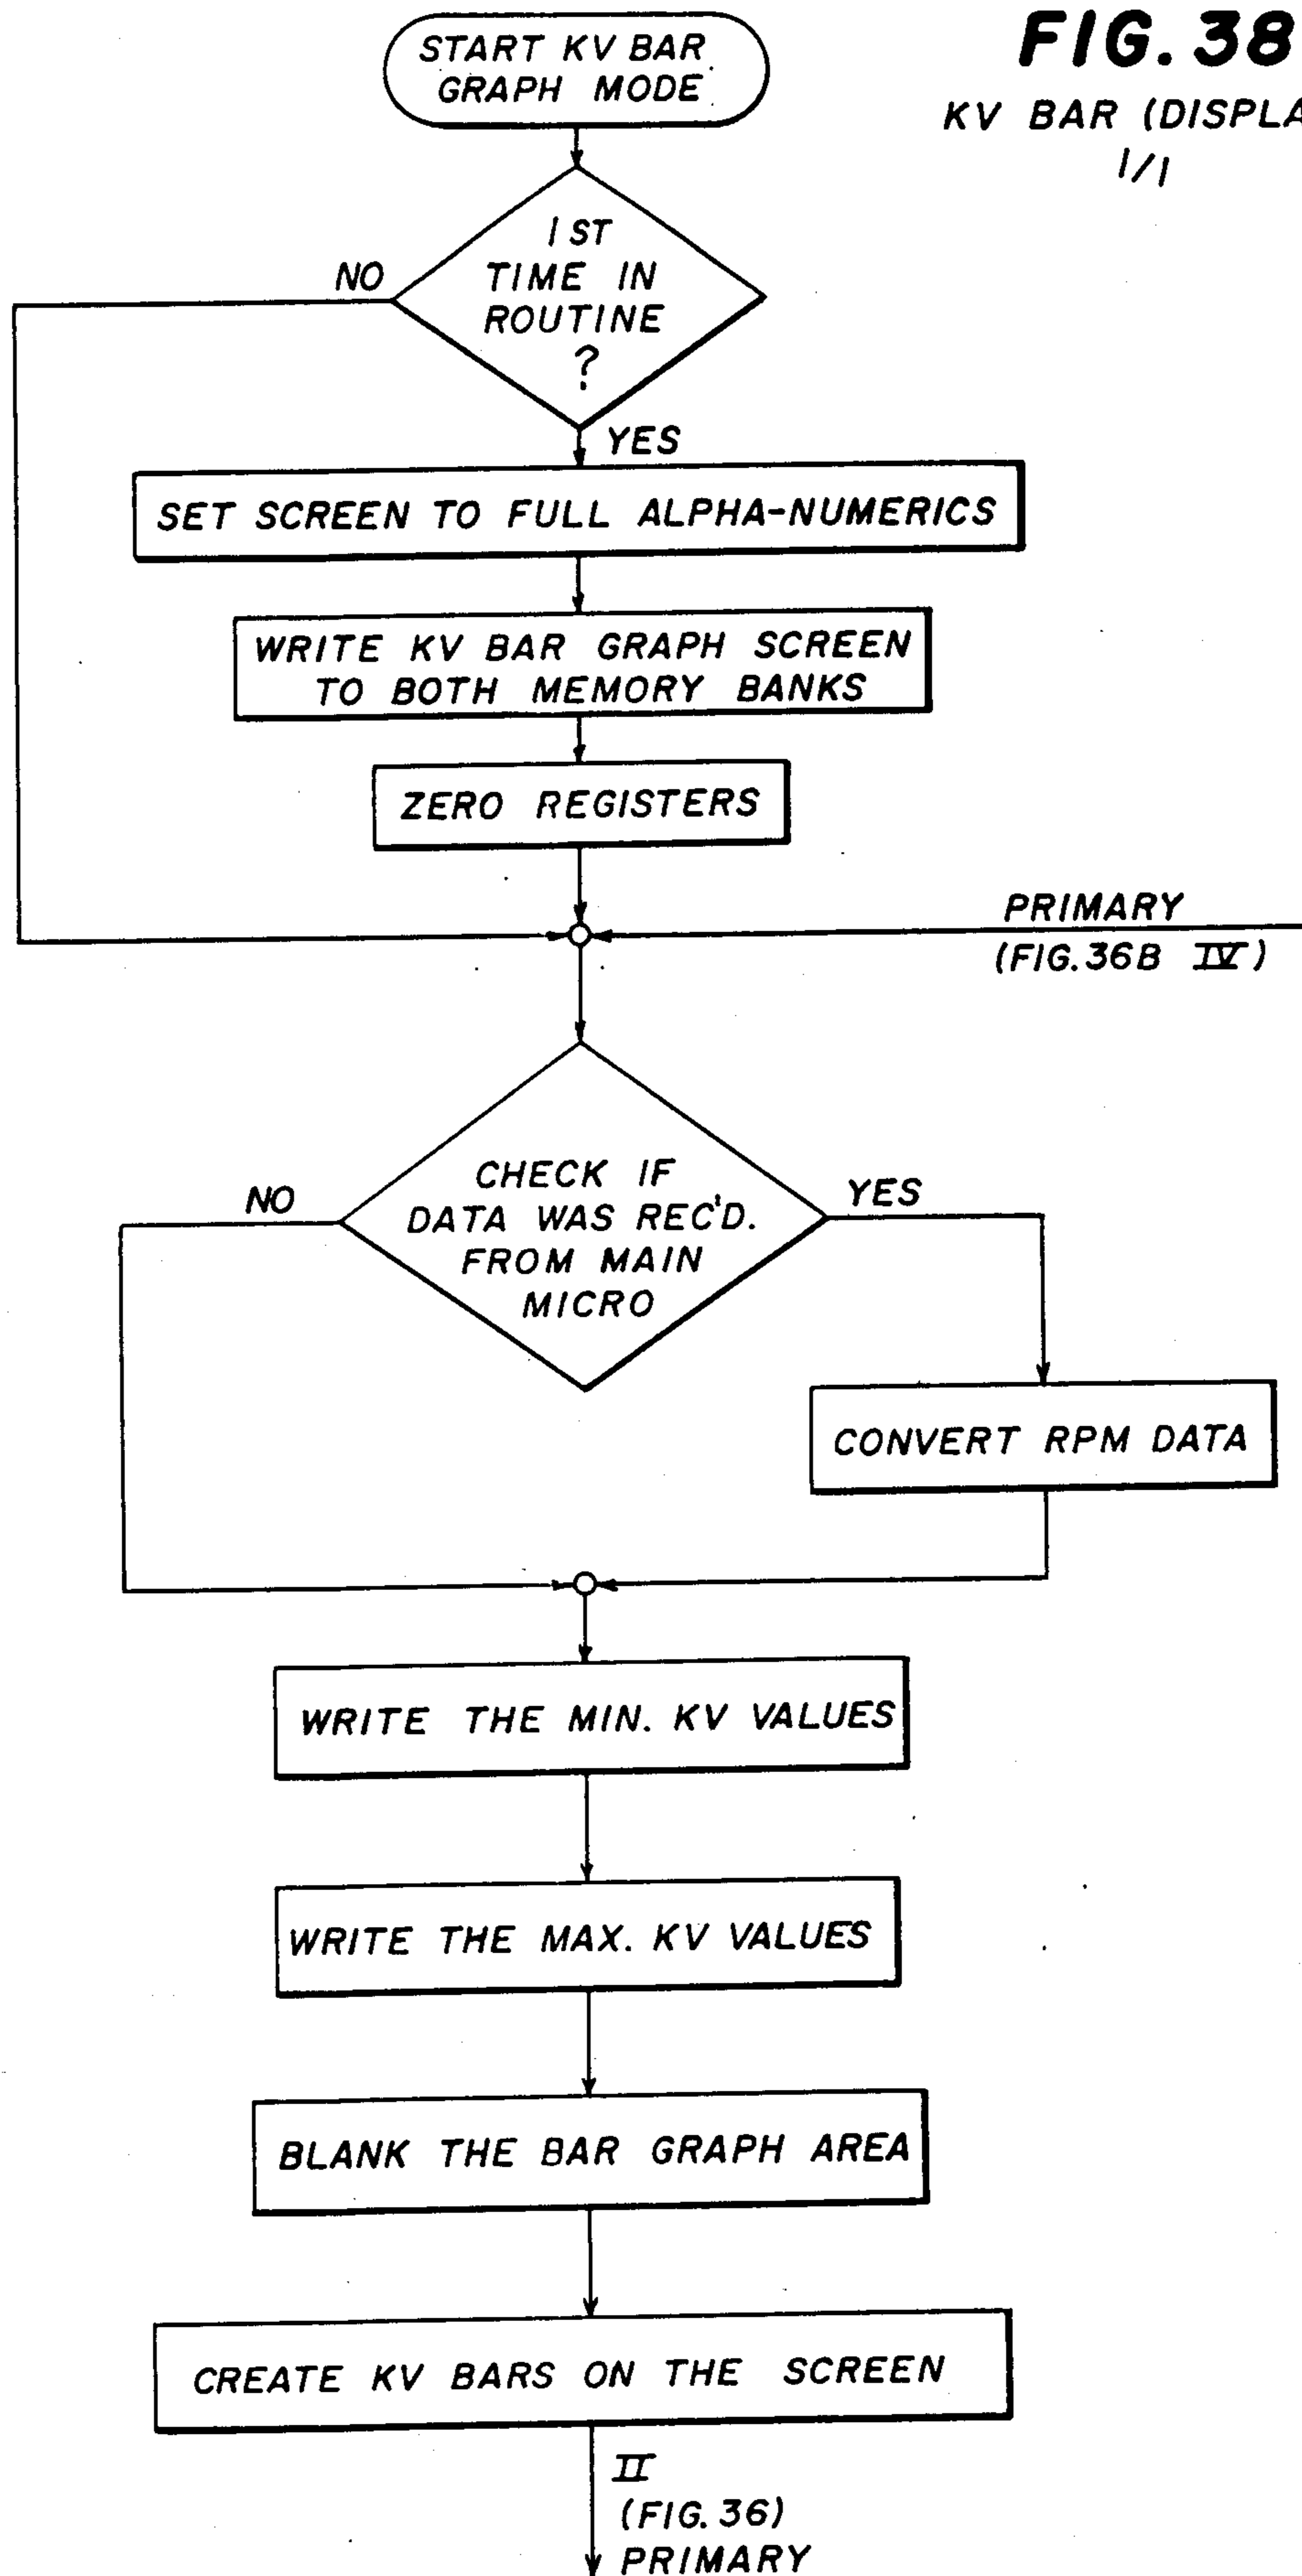 FIG. 38
KV BAR (DISPLA
1/1
START KV BAR
GRAPH MODE
1 ST
TIME IN
ROUTINE
?
NO
YES
SET SCREEN TO FULL ALPHA-NUMERICS
WRITE KV BAR GRAPH SCREEN
TO BOTH MEMORY BANKS
ZERO REGISTERS
PRIMARY
(FIG. 36B IV)
CHECK IF
DATA WAS REC'D.
FROM MAIN
MICRO
NO
YES
CONVERT RPM DATA
WRITE THE MIN. KV VALUES
WRITE THE MAX. KV VALUES
BLANK THE BAR GRAPH AREA
CREATE KV BARS ON THE SCREEN
II
(FIG. 36)
PRIMARY